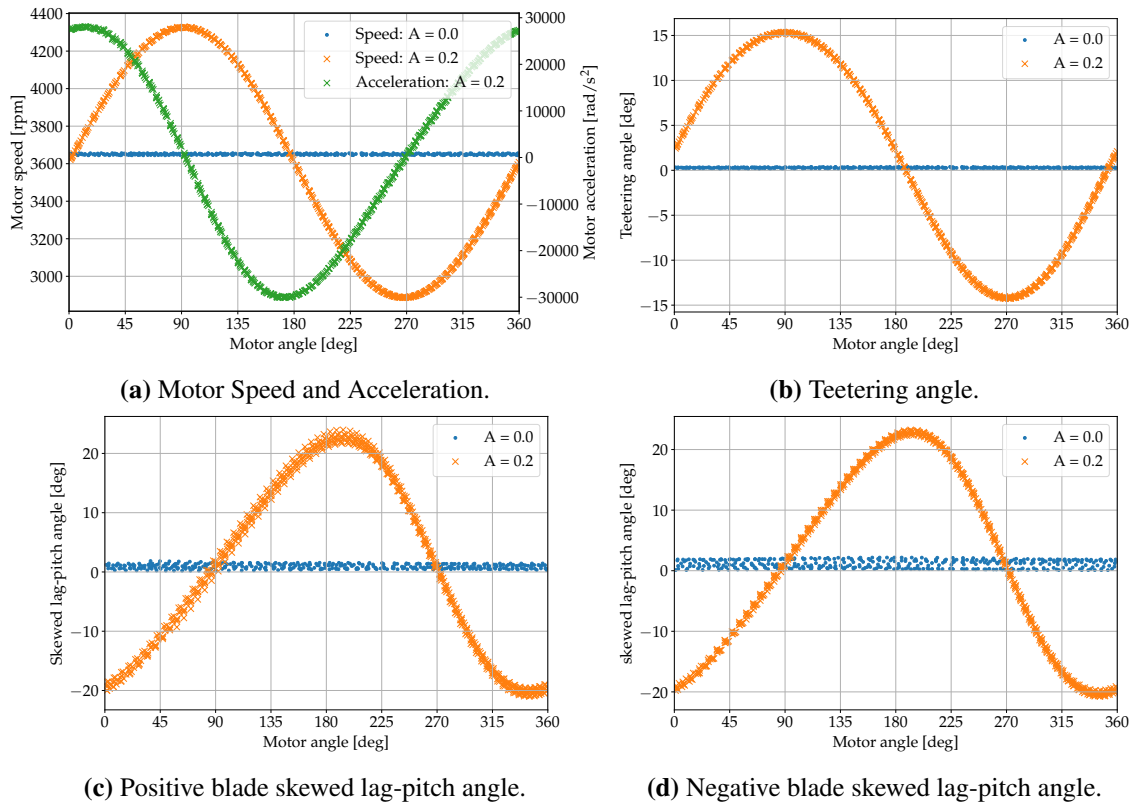 4400
4200
4000
3800
3600
3400
3200
3000
Motor speed [rpm]
Speed: A = 0.0
Speed: A = 0.2
Acceleration: A = 0.2
30000
20000
10000
0
−10000
−20000
−30000
Motor acceleration [rad/s²]
0 45 90 135 180 225 270 315 360
Motor angle [deg]
(a) Motor Speed and Acceleration.
15
10
5
0
−5
−10
−15
Teetering angle [deg]
A = 0.0
A = 0.2
0 45 90 135 180 225 270 315 360
Motor angle [deg]
(b) Teetering angle.
20
10
0
−10
−20
Skewed lag-pitch angle [deg]
A = 0.0
A = 0.2
0 45 90 135 180 225 270 315 360
Motor angle [deg]
(c) Positive blade skewed lag-pitch angle.
20
10
0
−10
−20
skewed lag-pitch angle [deg]
A = 0.0
A = 0.2
0 45 90 135 180 225 270 315 360
Motor angle [deg]
(d) Negative blade skewed lag-pitch angle.